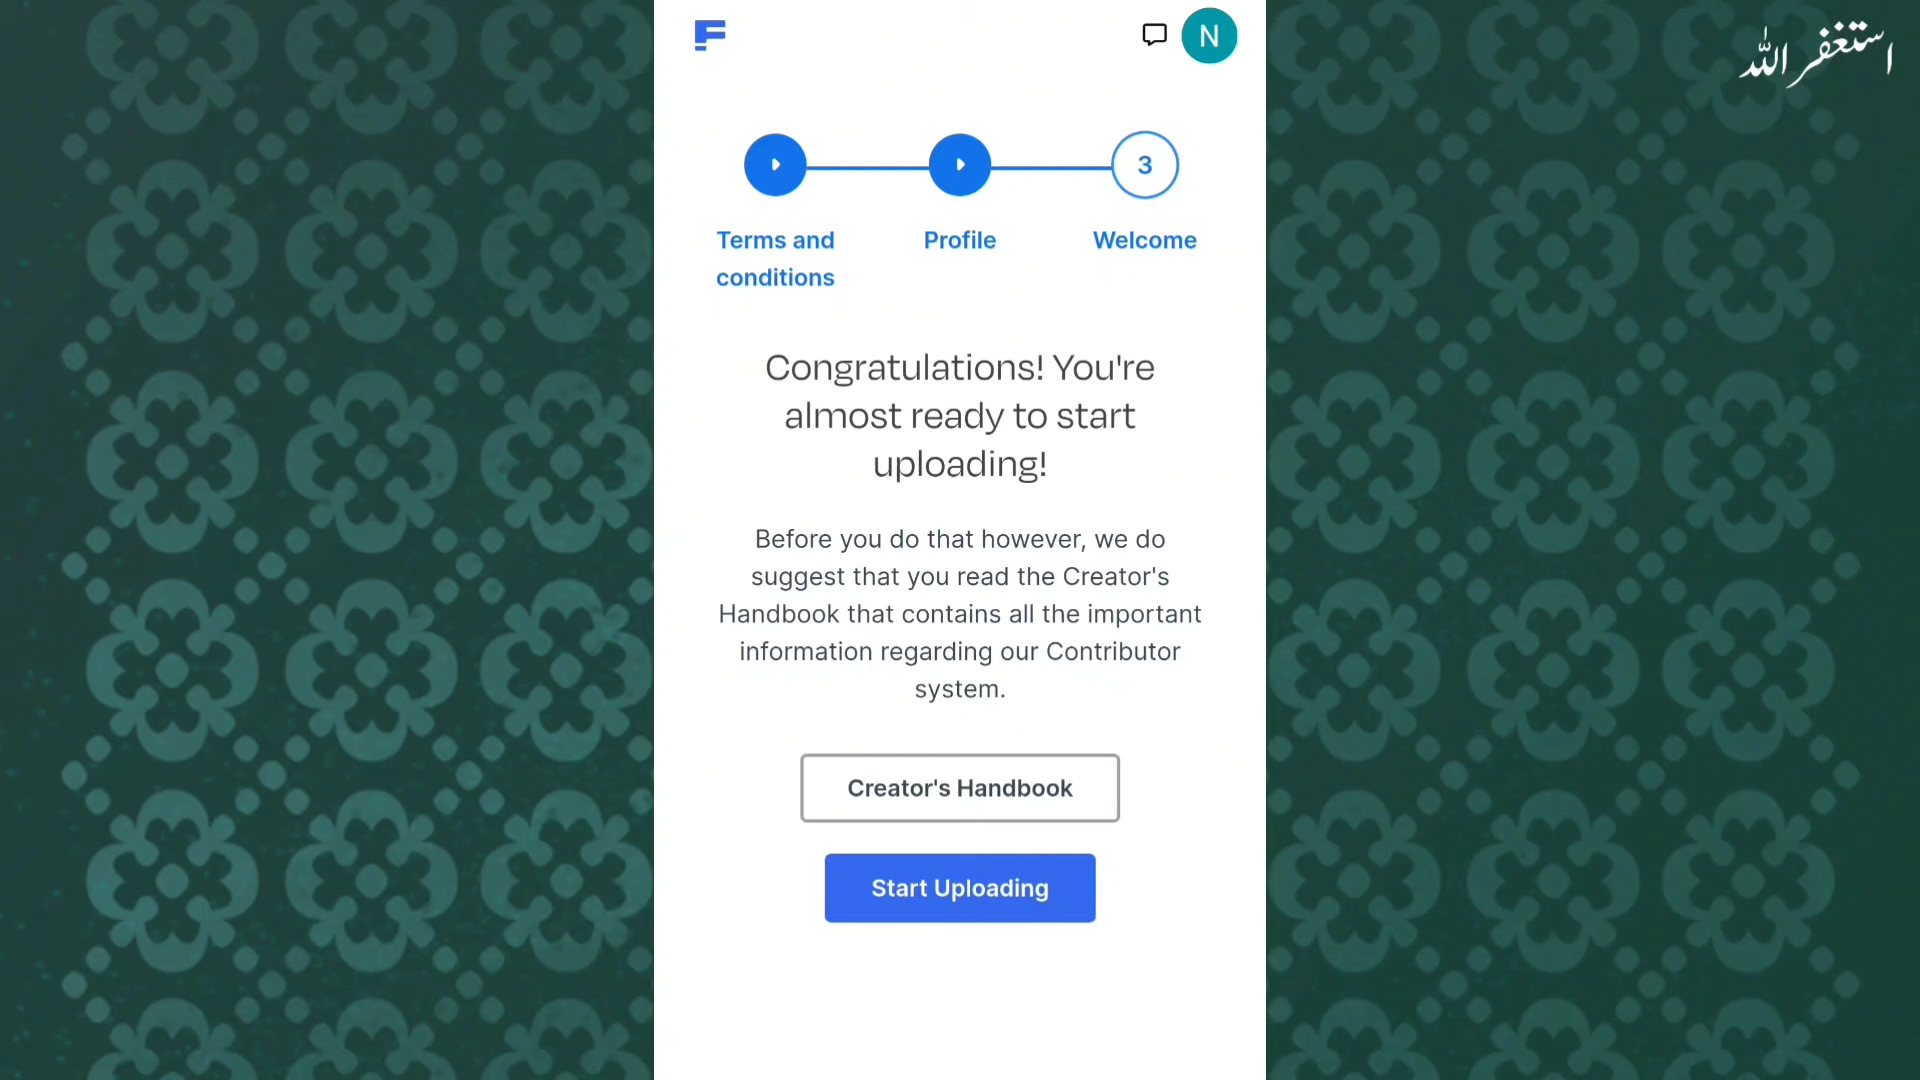 استغفر الله
N
3
Terms and
conditions
Profile
Welcome
Congratulations! You're
almost ready to start
uploading!
Before you do that however, we do
suggest that you read the Creator's
Handbook that contains all the important
information regarding our Contributor
system.
Creator's Handbook
Start Uploading